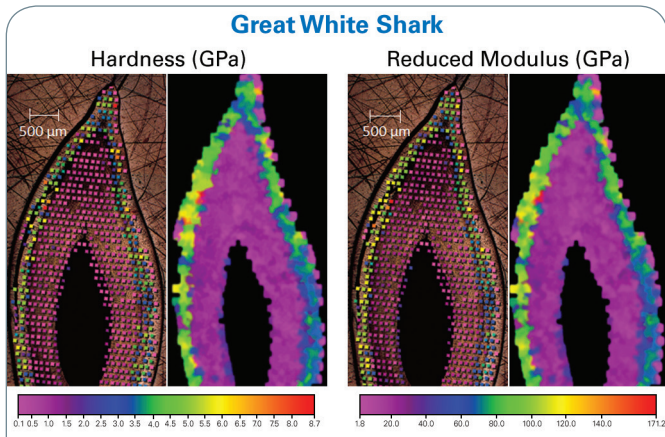 Great White Shark
Hardness (GPa)
Reduced Modulus (GPa)
500 μm
500 μm
0.1 0.5 1.0 1.5 2.0 2.5 3.0 3.5 4.0 4.5 5.0 5.5 6.0 6.5 7.0 7.5 8.0 8.7
1.8 20.0 40.0 60.0 80.0 100.0 120.0 140.0 171.2